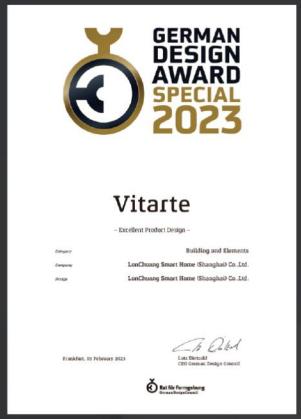 GERMAN
DESIGN
AWARD
SPECIAL
2023
Vitarte
– Excellent Product Design –
Category Building and Elements
Company LonChuang Smart Home (Shanghai) Co.,Ltd.
Design LonChuang Smart Home (Shanghai) Co.,Ltd.
Frankfurt, 03 February 2023
Lutz Dietzold
CEO German Design Council
Rat für Formgebung
German Design Council